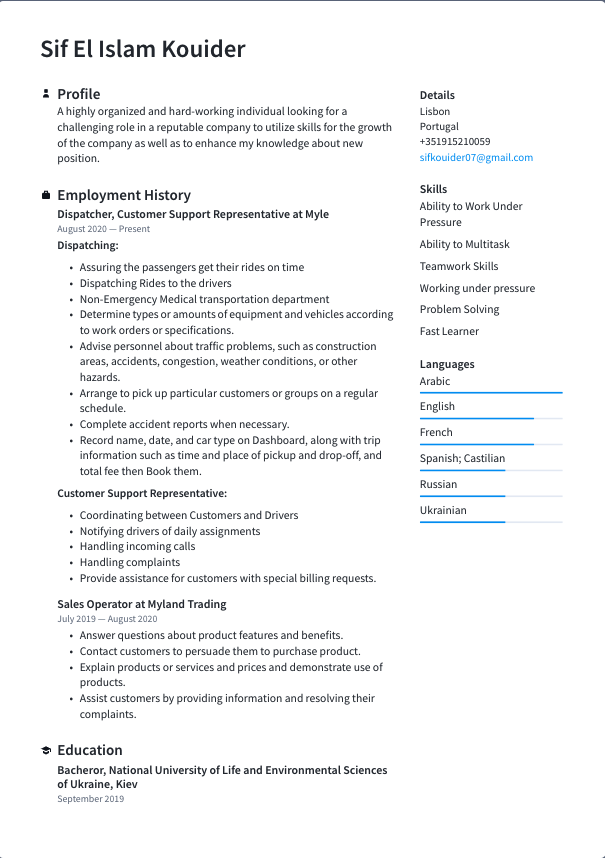 Sif El Islam Kouider
Profile
A highly organized and hard-working individual looking for a
challenging role in a reputable company to utilize skills for the growth
of the company as well as to enhance my knowledge about new
position.
Employment History
Dispatcher, Customer Support Representative at Myle
August 2020 — Present
Dispatching:
• Assuring the passengers get their rides on time
• Dispatching Rides to the drivers
• Non-Emergency Medical transportation department
• Determine types or amounts of equipment and vehicles according
to work orders or specifications.
• Advise personnel about traffic problems, such as construction
areas, accidents, congestion, weather conditions, or other
hazards.
• Arrange to pick up particular customers or groups on a regular
schedule.
• Complete accident reports when necessary.
• Record name, date, and car type on Dashboard, along with trip
information such as time and place of pickup and drop-off, and
total fee then Book them.
Customer Support Representative:
• Coordinating between Customers and Drivers
• Notifying drivers of daily assignments
• Handling incoming calls
• Handling complaints
• Provide assistance for customers with special billing requests.
Sales Operator at Myland Trading
July 2019 — August 2020
• Answer questions about product features and benefits.
• Contact customers to persuade them to purchase product.
• Explain products or services and prices and demonstrate use of
products.
• Assist customers by providing information and resolving their
complaints.
Education
Bacheror, National University of Life and Environmental Sciences
of Ukraine, Kiev
September 2019
Details
Lisbon
Portugal
+351915210059
sifkouider07@gmail.com
Skills
Ability to Work Under
Pressure
Ability to Multitask
Teamwork Skills
Working under pressure
Problem Solving
Fast Learner
Languages
Arabic
English
French
Spanish; Castilian
Russian
Ukrainian